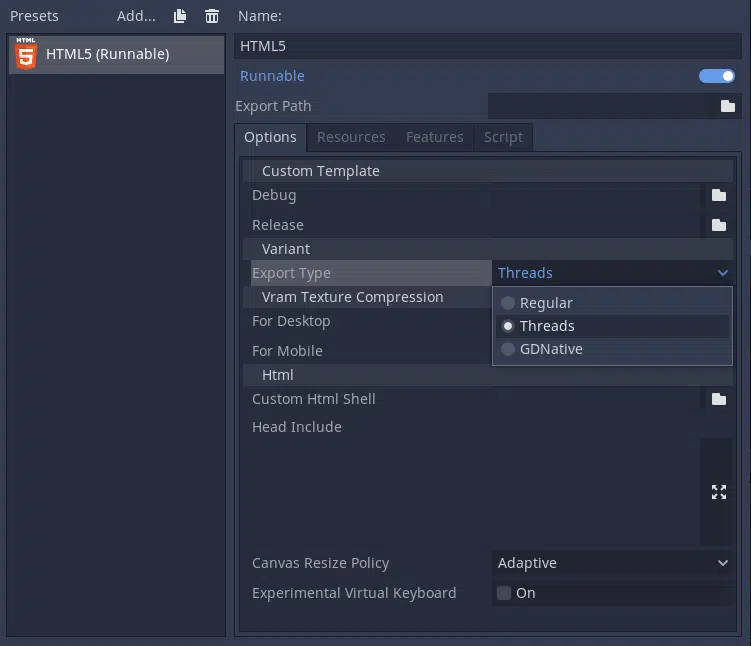 Presets Add... Name:
HTML
5 HTML5 (Runnable)
HTML5
Runnable
Export Path
Options Resources Features Script
Custom Template
Debug
Release
Variant
Export Type Threads
Regular
Vram Texture Compression
Threads
For Desktop
GDNative
For Mobile
Html
Custom Html Shell
Head Include
Canvas Resize Policy Adaptive
Experimental Virtual Keyboard On